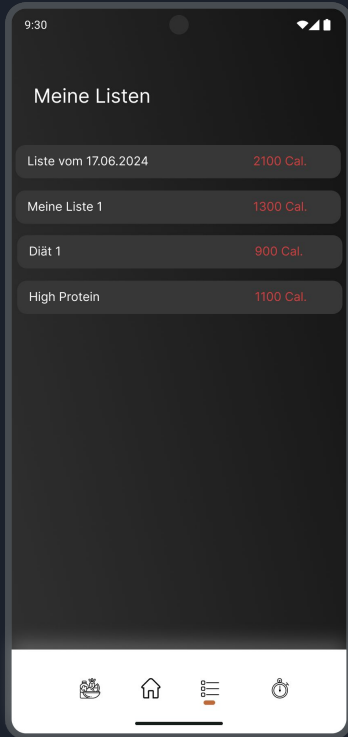 9:30
Meine Listen
Liste vom 17.06.2024 2100 Cal.
Meine Liste 1 1300 Cal.
Diät 1 900 Cal.
High Protein 1100 Cal.